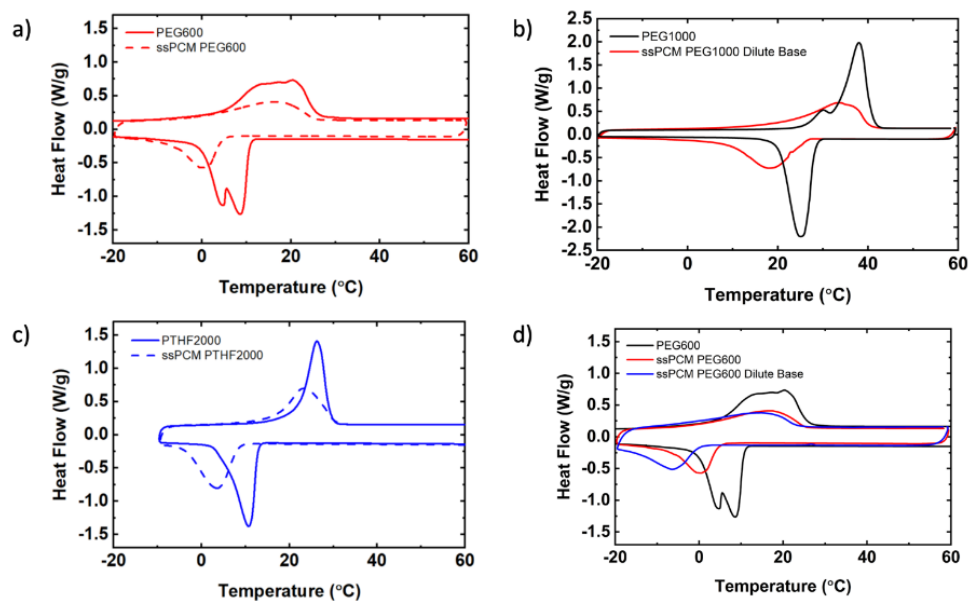 a)
PEG600
ssPCM PEG600
Heat Flow (W/g)
1.5
1.0
0.5
0.0
-0.5
-1.0
-1.5
-20
0
20
40
60
Temperature (°C)
b)
PEG1000
ssPCM PEG1000 Dilute Base
Heat Flow (W/g)
2.5
2.0
1.5
1.0
0.5
0.0
-0.5
-1.0
-1.5
-2.0
-2.5
-20
0
20
40
60
Temperature (°C)
c)
PTHF2000
ssPCM PTHF2000
Heat Flow (W/g)
1.5
1.0
0.5
0.0
-0.5
-1.0
-1.5
-20
0
20
40
60
Temperature (°C)
d)
PEG600
ssPCM PEG600
ssPCM PEG600 Dilute Base
Heat Flow (W/g)
1.5
1.0
0.5
0.0
-0.5
-1.0
-1.5
-20
0
20
40
60
Temperature (°C)